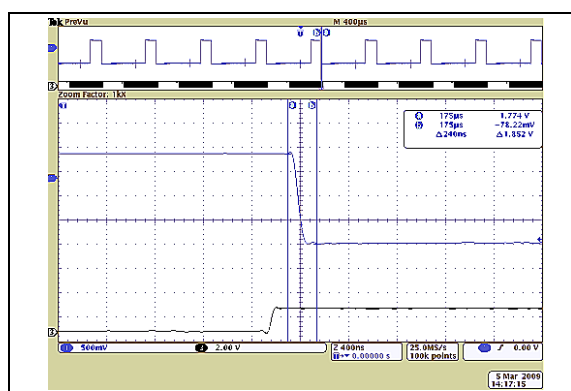 Tek PreVu M 400µs
Zoom Factor: 1kX
175µs 1.774 V
175µs -78.22mV
Δ240ns Δ1.852 V
1 500mV 2.00 V Z 400ns 25.0MS/s 0.00 V
0.00000 s 100k points
5 Mar 2009
14:17:15